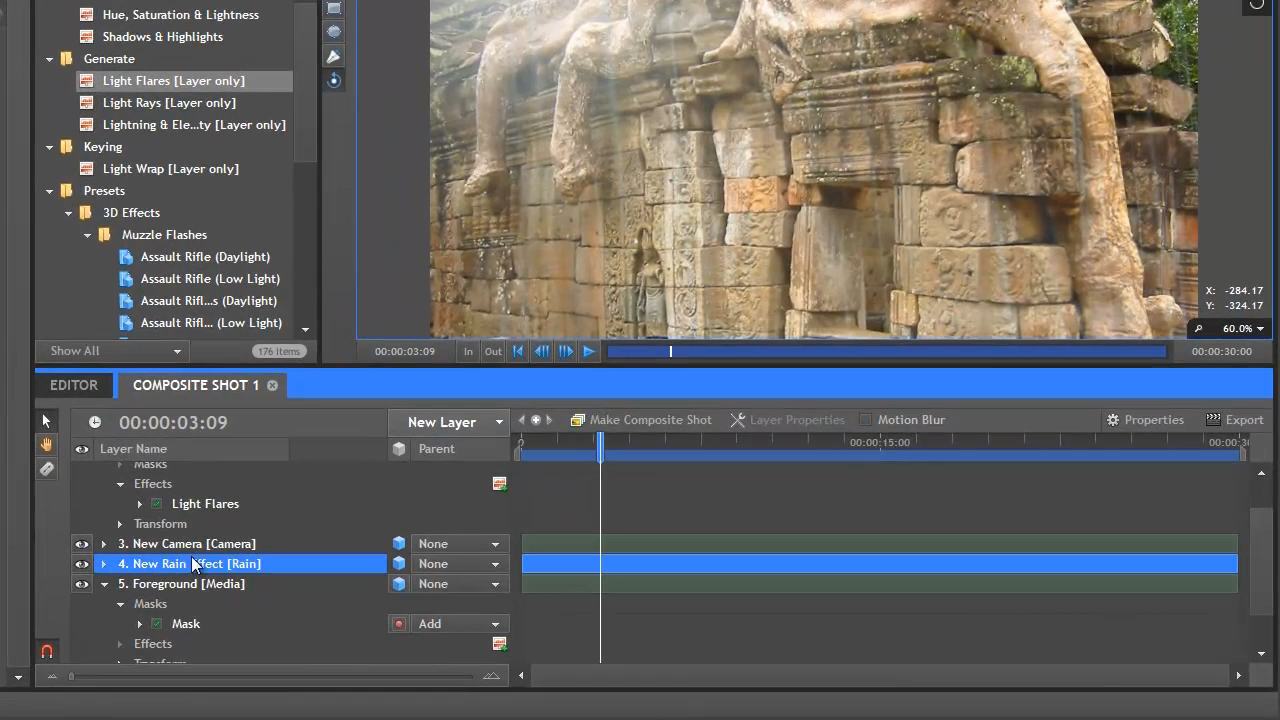 Hue, Saturation & Lightness
Shadows & Highlights
Generate
Light Flares [Layer only]
Light Rays [Layer only]
Lightning & Ele...ty [Layer only]
Keying
Light Wrap [Layer only]
Presets
3D Effects
Muzzle Flashes
Assault Rifle (Daylight)
Assault Rifle (Low Light)
Assault Rifl...s (Daylight)
Assault Rifl... (Low Light)
Show All 176 items
X: -284.17
Y: -324.17
60.0%
00:00:03:09 In Out 00:00:30:00
EDITOR COMPOSITE SHOT 1
00:00:03:09 New Layer Make Composite Shot Layer Properties Motion Blur Properties Export
Layer Name Parent 0 00:00:15:00
Masks
Effects
Light Flares
Transform
3. New Camera [Camera] None
4. New Rain Effect [Rain] None
5. Foreground [Media] None
Masks
Mask Add
Effects
Transform